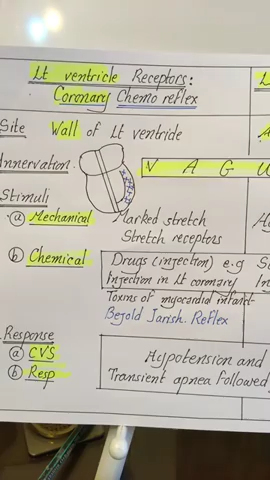 Lt ventricle Receptors:
Coronary Chemo reflex
Site Wall of Lt ventride
Innervation V A G U
Stimuli
(a) Mechanical Marked stretch
Stretch receptors
(b) Chemical Drugs (injection) e.g
Injection in Lt coronary
Toxins of myocardial infarct
Bejold Jarish. Reflex
Response
(a) CVS Hypotension and
(b) Resp Transient apnea followed